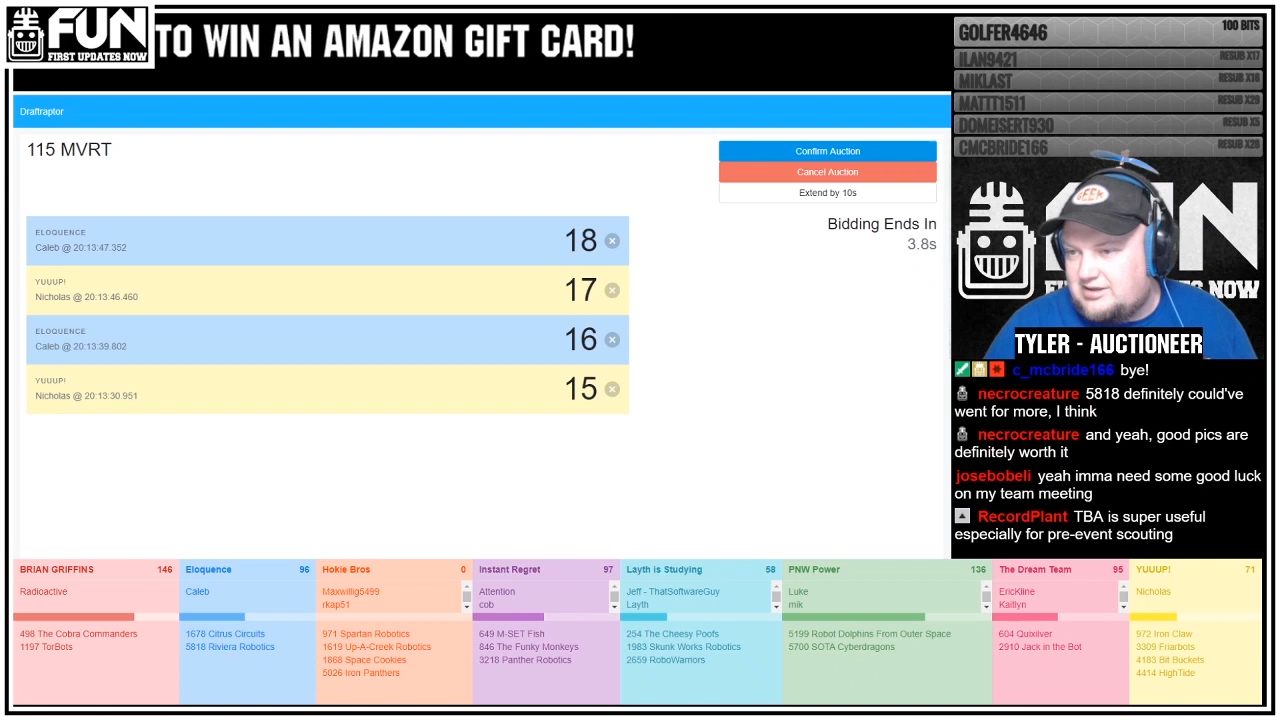 FUN
FIRST UPDATES NOW
TO WIN AN AMAZON GIFT CARD!
GOLFER4646 100 BITS
ILAN9421 RESUB X17
MIKLAST RESUB X18
MATTT1511 RESUB X29
DOMEISERT930 RESUB X5
CMCBRIDE166 RESUB X28
Draftraptor
115 MVRT
Confirm Auction
Cancel Auction
Extend by 10s
Bidding Ends In
3.8s
ELOQUENCE
Caleb @ 20:13:47.352
18
YUUUP!
Nicholas @ 20:13:46.460
17
ELOQUENCE
Caleb @ 20:13:39.802
16
YUUUP!
Nicholas @ 20:13:30.951
15
GEEK
TYLER - AUCTIONEER
c_mcbride166 bye!
necrocreature 5818 definitely could've
went for more, I think
necrocreature and yeah, good pics are
definitely worth it
josebobeli yeah imma need some good luck
on my team meeting
RecordPlant TBA is super useful
especially for pre-event scouting
BRIAN GRIFFINS 146
Radioactive
498 The Cobra Commanders
1197 TorBots
Eloquence 96
Caleb
1678 Citrus Circuits
5818 Riviera Robotics
Hokie Bros 0
Maxwillig5499
rkap51
971 Spartan Robotics
1619 Up-A-Creek Robotics
1868 Space Cookies
5026 Iron Panthers
Instant Regret 97
Attention
cob
649 M-SET Fish
846 The Funky Monkeys
3218 Panther Robotics
Layth is Studying 58
Jeff - ThatSoftwareGuy
Layth
254 The Cheesy Poofs
1983 Skunk Works Robotics
2659 RoboWarriors
PNW Power 136
Luke
mik
5199 Robot Dolphins From Outer Space
5700 SOTA Cyberdragons
The Dream Team 95
EricKline
Kaitlyn
604 Quixilver
2910 Jack in the Bot
YUUUP! 71
Nicholas
972 Iron Claw
3309 Friarbots
4183 Bit Buckets
4414 HighTide